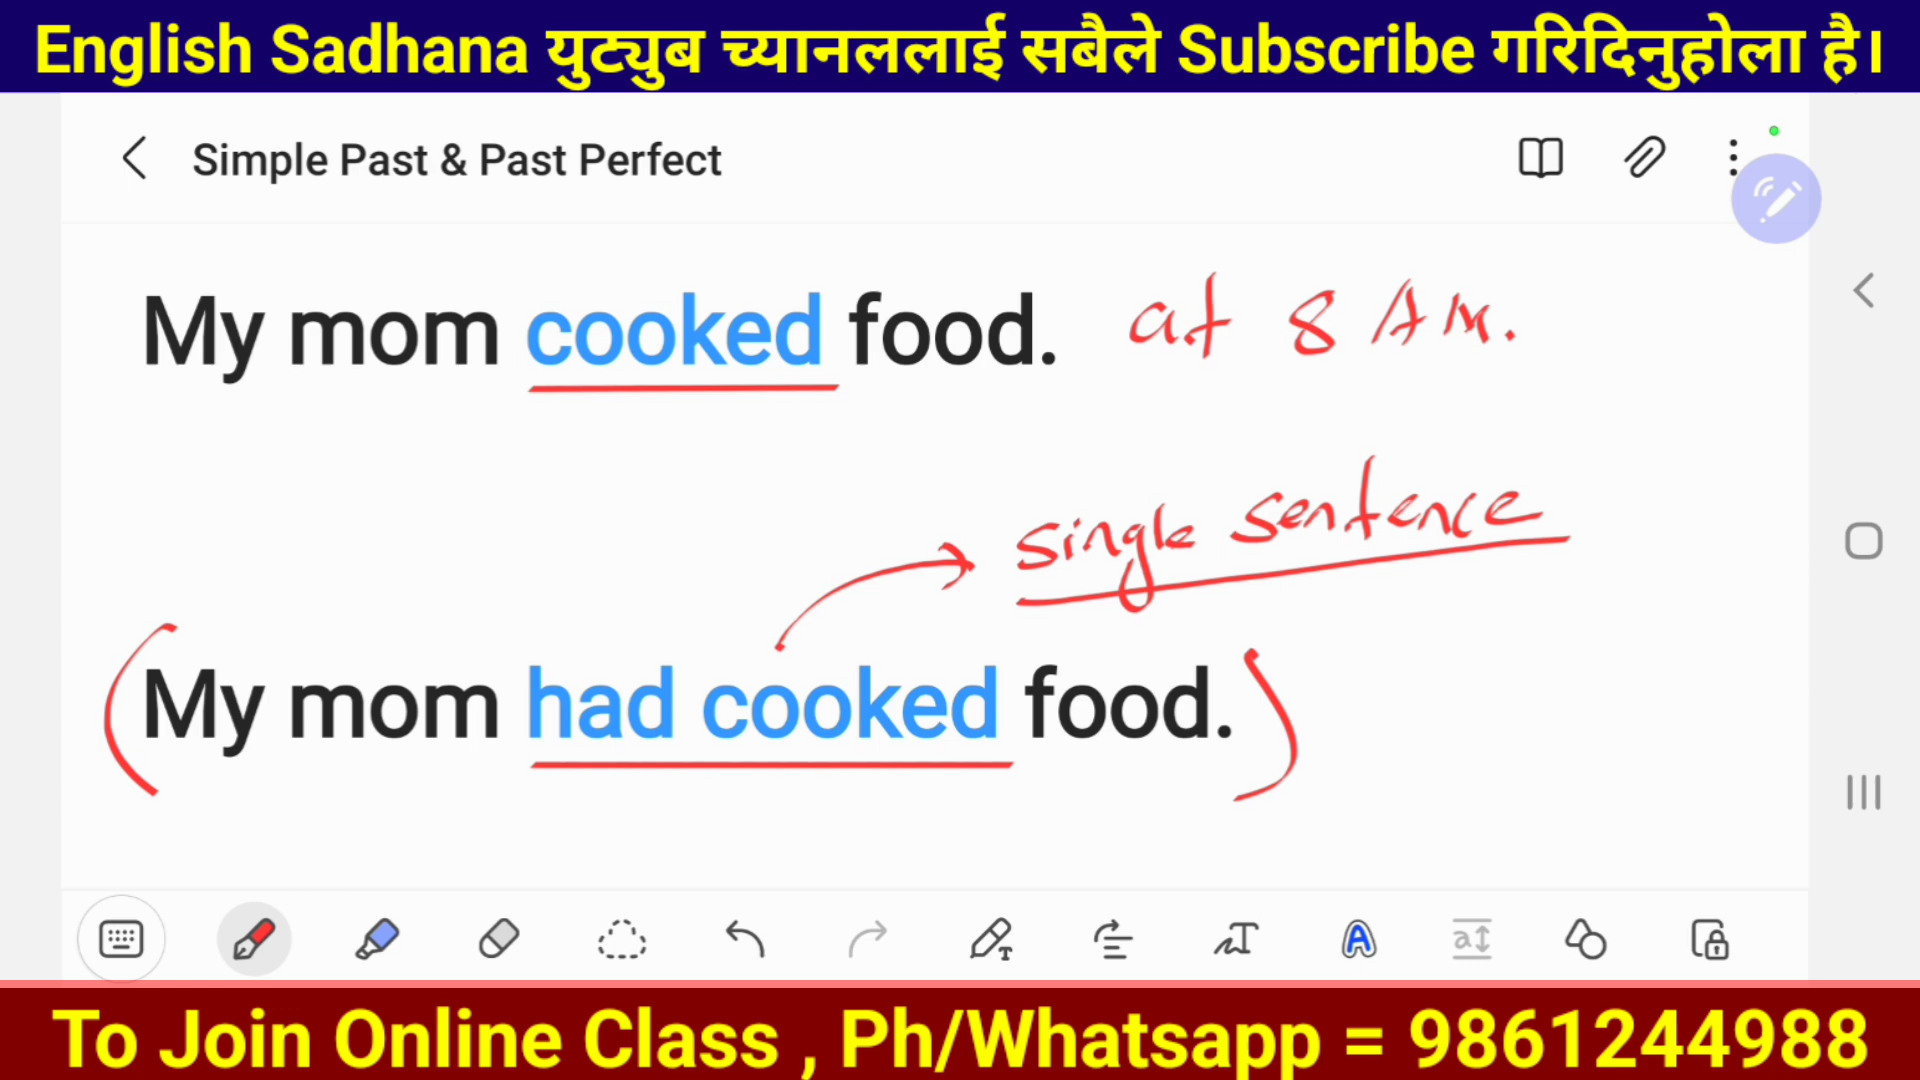 English Sadhana युट्युब च्यानललाई सबैले Subscribe गरिदिनुहोला है।
Simple Past & Past Perfect
My mom cooked food. at 8 AM.
single sentence
(My mom had cooked food.)
To Join Online Class , Ph/Whatsapp = 9861244988